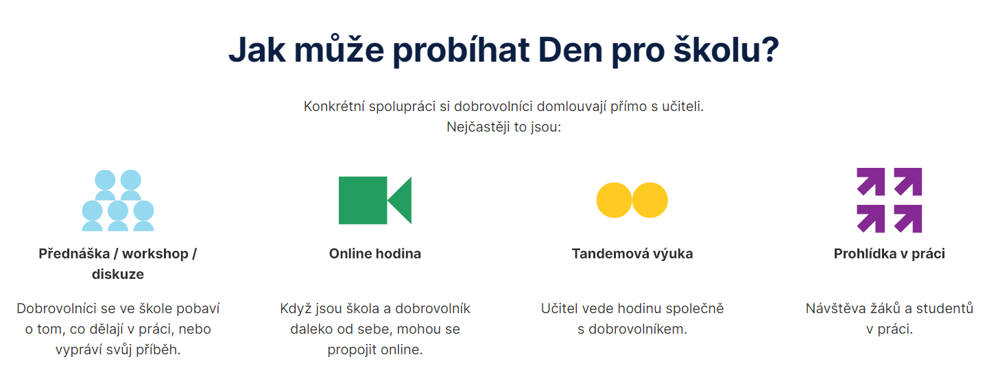 Jak může probíhat Den pro školu?
Konkrétní spolupráci si dobrovolníci domlouvají přímo s učiteli.
Nejčastěji to jsou:
Přednáška / workshop /
diskuze
Dobrovolníci se ve škole pobaví
o tom, co dělají v práci, nebo
vypráví svůj příběh.
Online hodina
Když jsou škola a dobrovolník
daleko od sebe, mohou se
propojit online.
Tandemová výuka
Učitel vede hodinu společně
s dobrovolníkem.
Prohlídka v práci
Návštěva žáků a studentů
v práci.